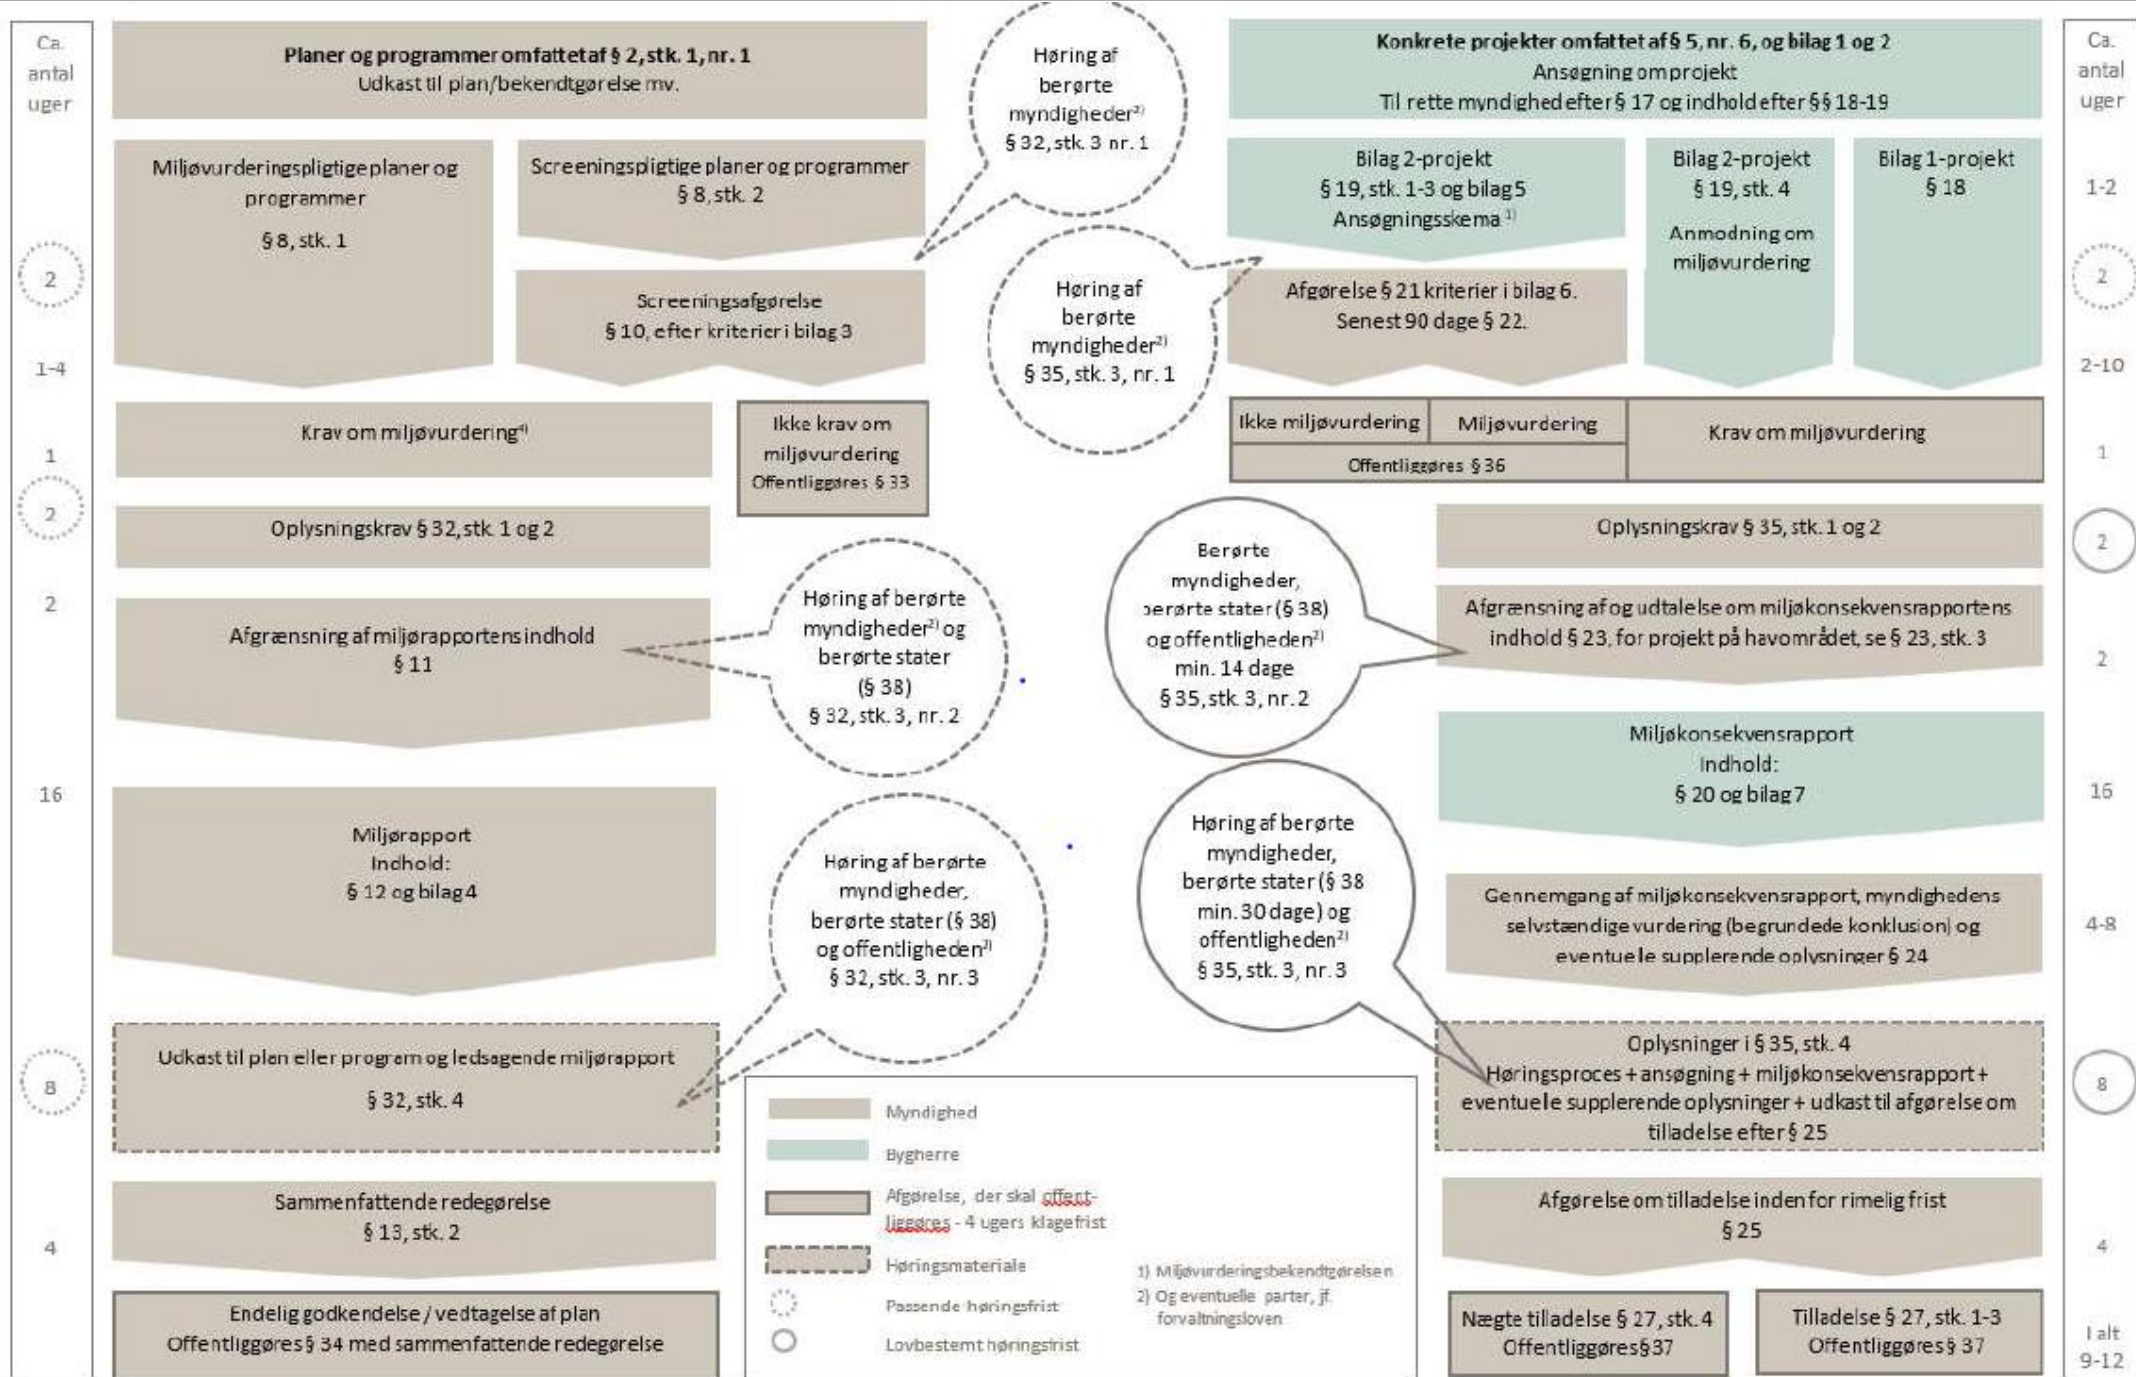 Ca.
antal
uger
2
1-4
1
2
2
16
8
4
Planer og programmer omfattet af § 2, stk. 1, nr. 1
Udkast til plan/bekendtgørelse mv.
Miljøvurderingspligtige planer og
programmer
§ 8, stk. 1
Screeningspligtige planer og programmer
§ 8, stk. 2
Screeningsafgørelse
§ 10, efter kriterier i bilag 3
Krav om miljøvurdering⁴⁾
Ikke krav om
miljøvurdering
Offentliggøres § 33
Oplysningskrav § 32, stk. 1 og 2
Afgrænsning af miljørapportens indhold
§ 11
Miljørapport
Indhold:
§ 12 og bilag 4
Udkast til plan eller program og ledsagende miljørapport
§ 32, stk. 4
Sammenfattende redegørelse
§ 13, stk. 2
Endelig godkendelse / vedtagelse af plan
Offentliggøres § 34 med sammenfattende redegørelse
Høring af
berørte
myndigheder²⁾
§ 32, stk. 3 nr. 1
Høring af
berørte
myndigheder²⁾
§ 35, stk. 3, nr. 1
Høring af berørte
myndigheder²⁾ og
berørte stater
(§ 38)
§ 32, stk. 3, nr. 2
Berørte
myndigheder,
berørte stater (§ 38)
og offentligheden²⁾
min. 14 dage
§ 35, stk. 3, nr. 2
Høring af berørte
myndigheder,
berørte stater (§ 38)
og offentligheden²⁾
§ 32, stk. 3, nr. 3
Høring af berørte
myndigheder,
berørte stater (§ 38
min. 30 dage) og
offentligheden²⁾
§ 35, stk. 3, nr. 3
Myndighed
Bygherre
Afgørelse, der skal offent-
liggøres - 4 ugers klagefrist
Høringsmateriale
Passende høringsfrist
Lovbestemt høringsfrist
1) Miljøvurderingsbekendtgørelsen
2) Og eventuelle parter, jf.
forvaltningsloven
Konkrete projekter omfattet af § 5, nr. 6, og bilag 1 og 2
Ansøgning om projekt
Til rette myndighed efter § 17 og indhold efter §§ 18-19
Bilag 2-projekt
§ 19, stk. 1-3 og bilag 5
Ansøgningsskema ¹⁾
Bilag 2-projekt
§ 19, stk. 4
Anmodning om
miljøvurdering
Bilag 1-projekt
§ 18
Afgørelse § 21 kriterier i bilag 6.
Senest 90 dage § 22.
Ikke miljøvurdering
Miljøvurdering
Offentliggøres § 36
Krav om miljøvurdering
Oplysningskrav § 35, stk. 1 og 2
Afgrænsning af og udtalelse om miljøkonsekvensrapportens
indhold § 23, for projekt på havområdet, se § 23, stk. 3
Miljøkonsekvensrapport
Indhold:
§ 20 og bilag 7
Gennemgang af miljøkonsekvensrapport, myndighedens
selvstændige vurdering (begrundede konklusion) og
eventuelle supplerende oplysninger § 24
Oplysninger i § 35, stk. 4
Høringsproces + ansøgning + miljøkonsekvensrapport +
eventuelle supplerende oplysninger + udkast til afgørelse om
tilladelse efter § 25
Afgørelse om tilladelse inden for rimelig frist
§ 25
Nægte tilladelse § 27, stk. 4
Offentliggøres § 37
Tilladelse § 27, stk. 1-3
Offentliggøres § 37
Ca.
antal
uger
1-2
2
2-10
1
2
2
16
4-8
8
4
I alt
9-12